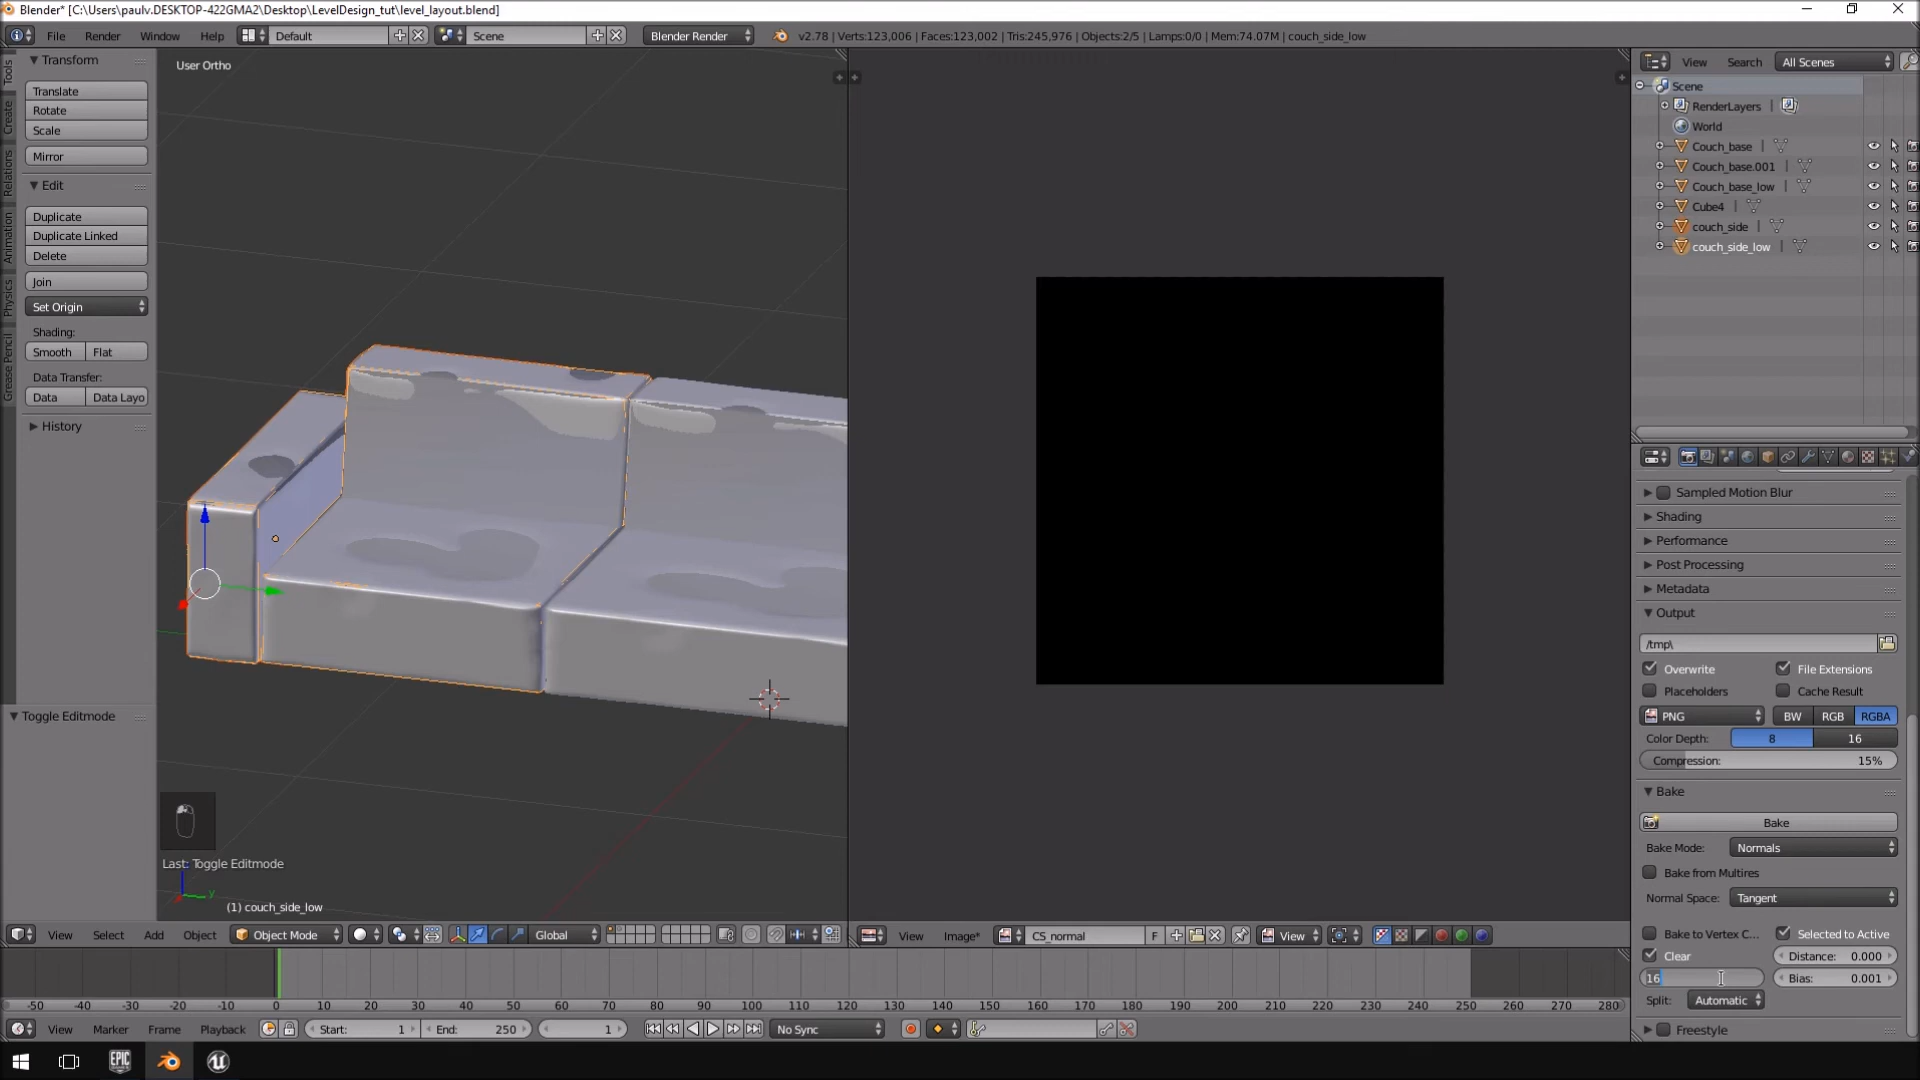 Blender* [C:\Users\paulv.DESKTOP-422GMA2\Desktop\LevelDesign_tut\level_layout.blend]
File Render Window Help Default Scene Blender Render v2.78 | Verts:123,006 | Faces:123,002 | Tris:245,976 | Objects:2/5 | Lamps:0/0 | Mem:74.07M | couch_side_low
Tools
Create
Relations
Animation
Physics
Grease Pencil
Transform
Translate
Rotate
Scale
Mirror
Edit
Duplicate
Duplicate Linked
Delete
Join
Set Origin
Shading:
Smooth Flat
Data Transfer:
Data Data Layo
History
Toggle Editmode
User Ortho
Last: Toggle Editmode
y
(1) couch_side_low
View Select Add Object Object Mode Global
View Image* CS_normal F View
View Search All Scenes
Scene
RenderLayers |
World
Couch_base |
Couch_base.001 |
Couch_base_low |
Cube4 |
couch_side |
couch_side_low |
Sampled Motion Blur
Shading
Performance
Post Processing
Metadata
Output
/tmp\
Overwrite File Extensions
Placeholders Cache Result
PNG BW RGB RGBA
Color Depth: 8 16
Compression: 15%
Bake
Bake
Bake Mode: Normals
Bake from Multires
Normal Space: Tangent
Bake to Vertex C... Selected to Active
Clear Distance: 0.000
16 Bias: 0.001
Split: Automatic
Freestyle
-50 -40 -30 -20 -10 0 10 20 30 40 50 60 70 80 90 100 110 120 130 140 150 160 170 180 190 200 210 220 230 240 250 260 270 280
View Marker Frame Playback Start: 1 End: 250 1 No Sync
EPIC